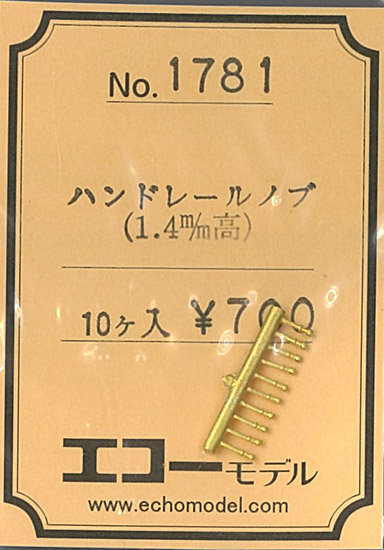 No. 1781
ハンドレールノブ
(1.4㎜高)
10ヶ入 ¥700
エコーモデル
www.echomodel.com